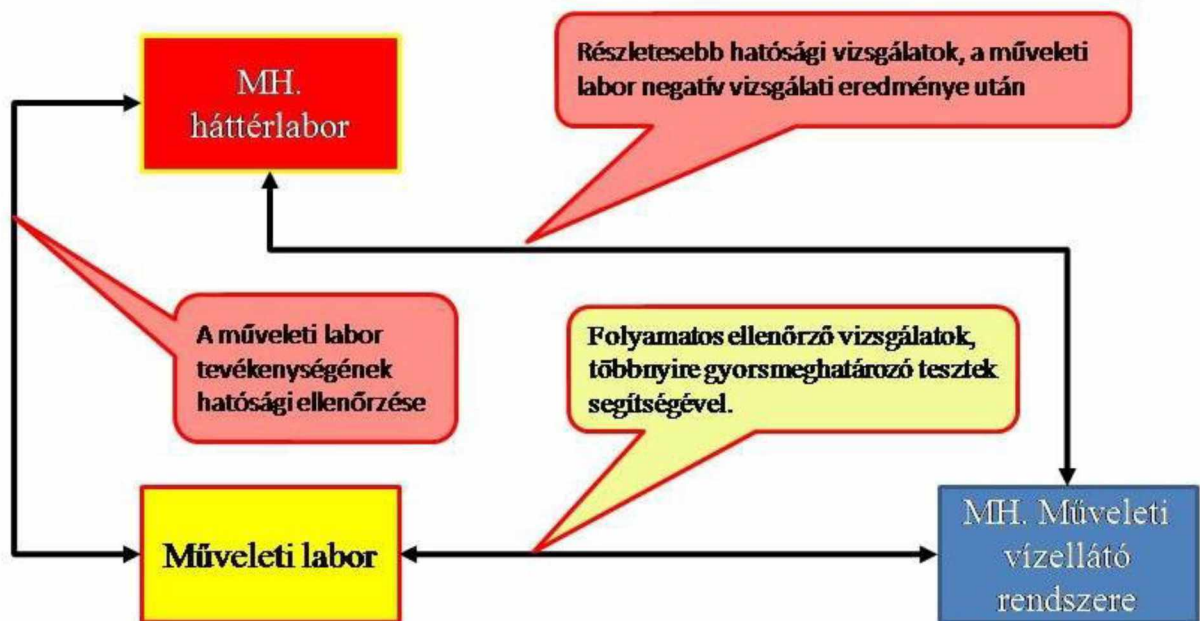 MH.
háttérlabor
Részletesebb hatósági vizsgálatok, a műveleti
labor negatív vizsgálati eredménye után
A műveleti labor
tevékenységének
hatósági ellenőrzése
Folyamatos ellenőrző vizsgálatok,
többnyire gyorsmeghatározó tesztek
segítségével.
Műveleti labor
MH. Műveleti
vízellátó
rendszere